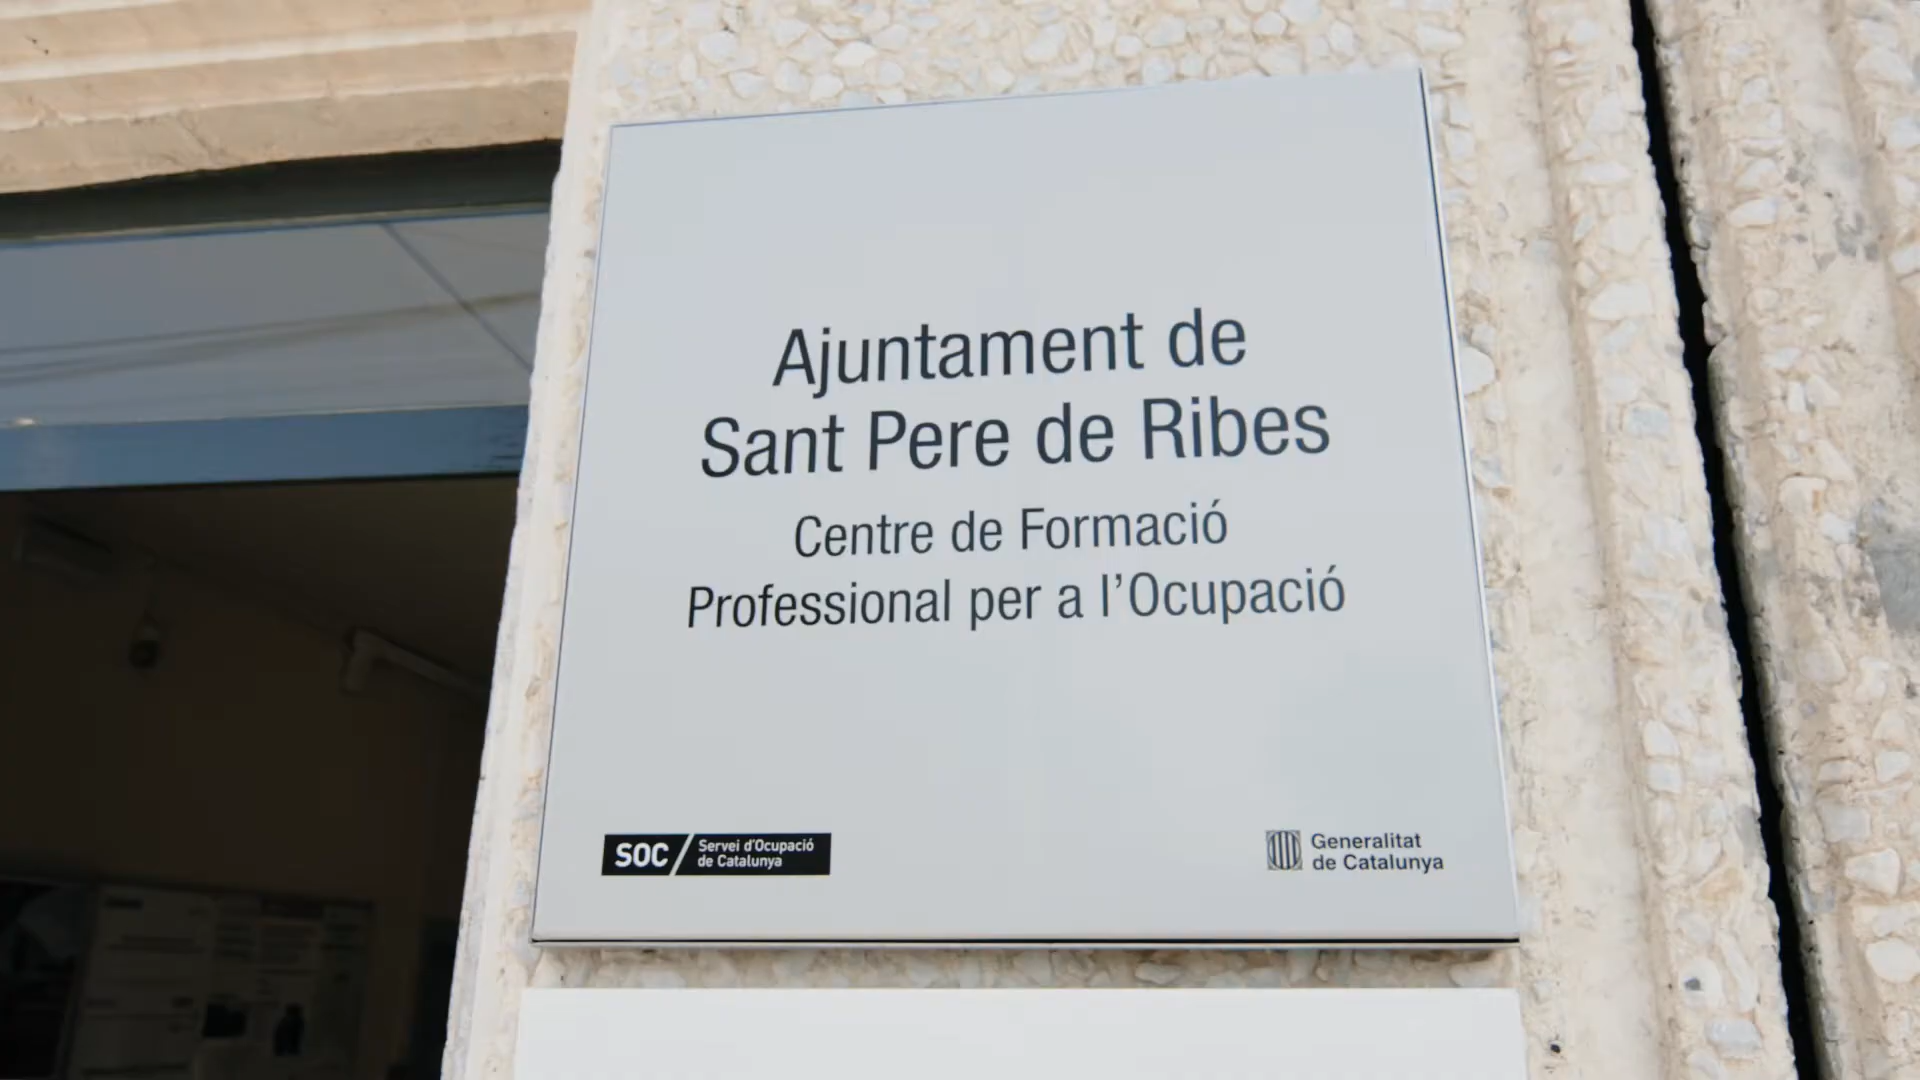 Ajuntament de
Sant Pere de Ribes
Centre de Formació
Professional per a l'Ocupació
SOC
Servei d'Ocupació
de Catalunya
Generalitat
de Catalunya